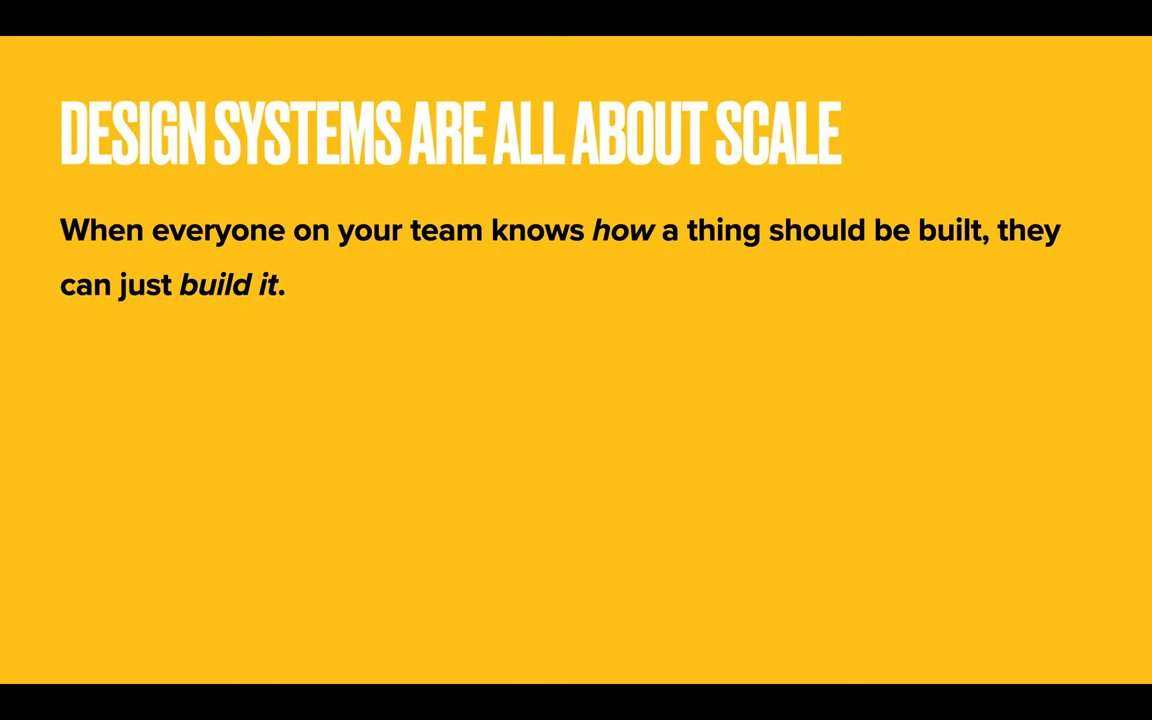 DESIGN SYSTEMS ARE ALL ABOUT SCALE
When everyone on your team knows how a thing should be built, they
can just build it.